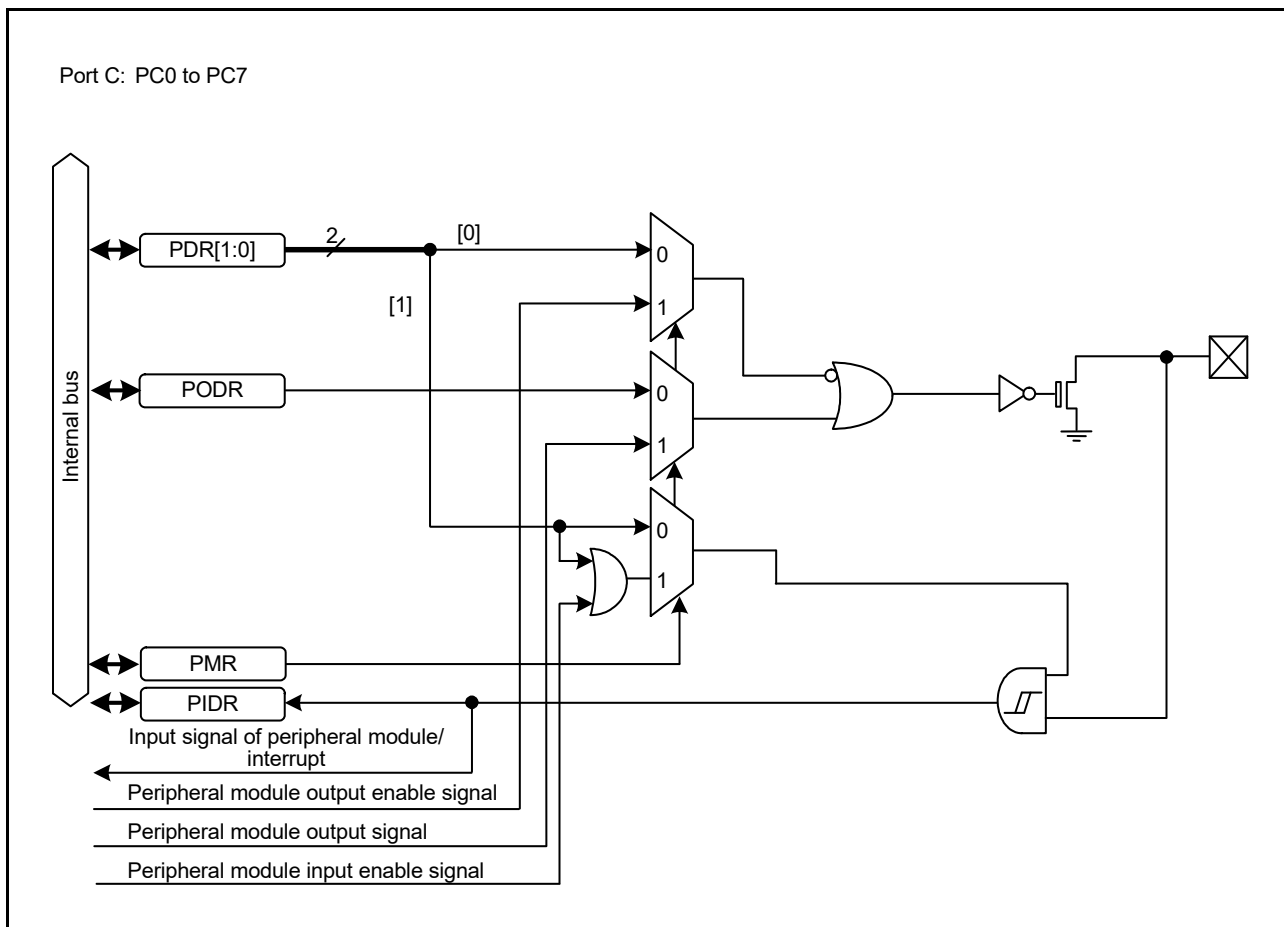 Port C: PC0 to PC7
Internal bus
PDR[1:0]
2
[0]
[1]
0
1
PODR
0
1
0
1
PMR
PIDR
Input signal of peripheral module/
interrupt
Peripheral module output enable signal
Peripheral module output signal
Peripheral module input enable signal